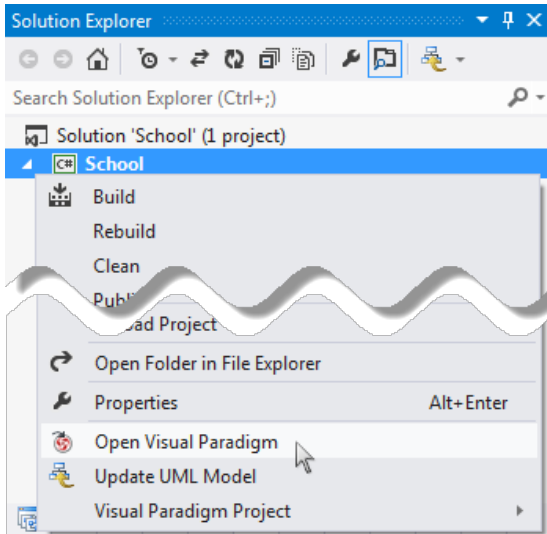 Solution Explorer
Search Solution Explorer (Ctrl+;)
Solution 'School' (1 project)
C# School
Build
Rebuild
Clean
Project
Open Folder in File Explorer
Properties Alt+Enter
Open Visual Paradigm
Update UML Model
Visual Paradigm Project